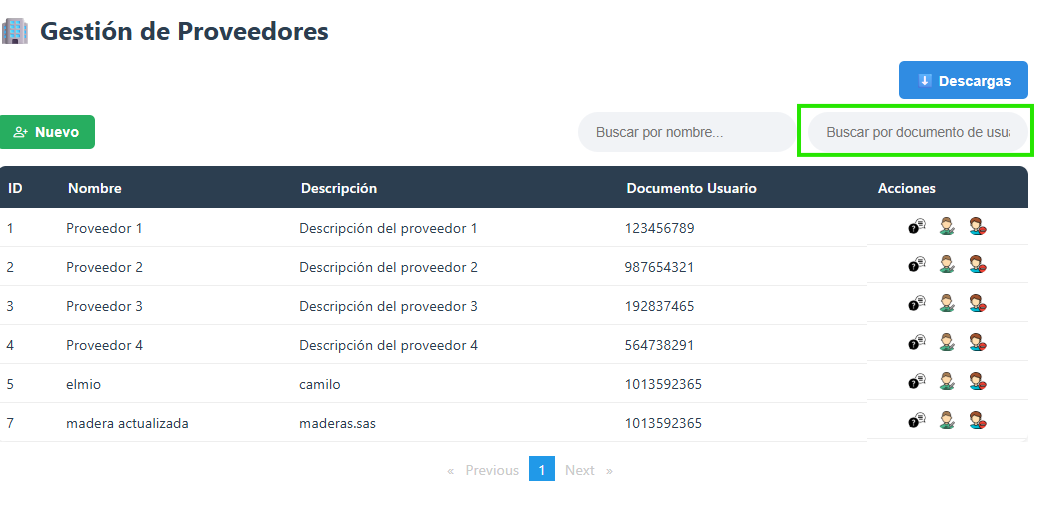 Gestión de Proveedores
Descargas
Nuevo
Buscar por nombre...
Buscar por documento de usu
ID Nombre Descripción Documento Usuario Acciones
1 Proveedor 1 Descripción del proveedor 1 123456789
2 Proveedor 2 Descripción del proveedor 2 987654321
3 Proveedor 3 Descripción del proveedor 3 192837465
4 Proveedor 4 Descripción del proveedor 4 564738291
5 elmio camilo 1013592365
7 madera actualizada maderas.sas 1013592365
« Previous 1 Next »